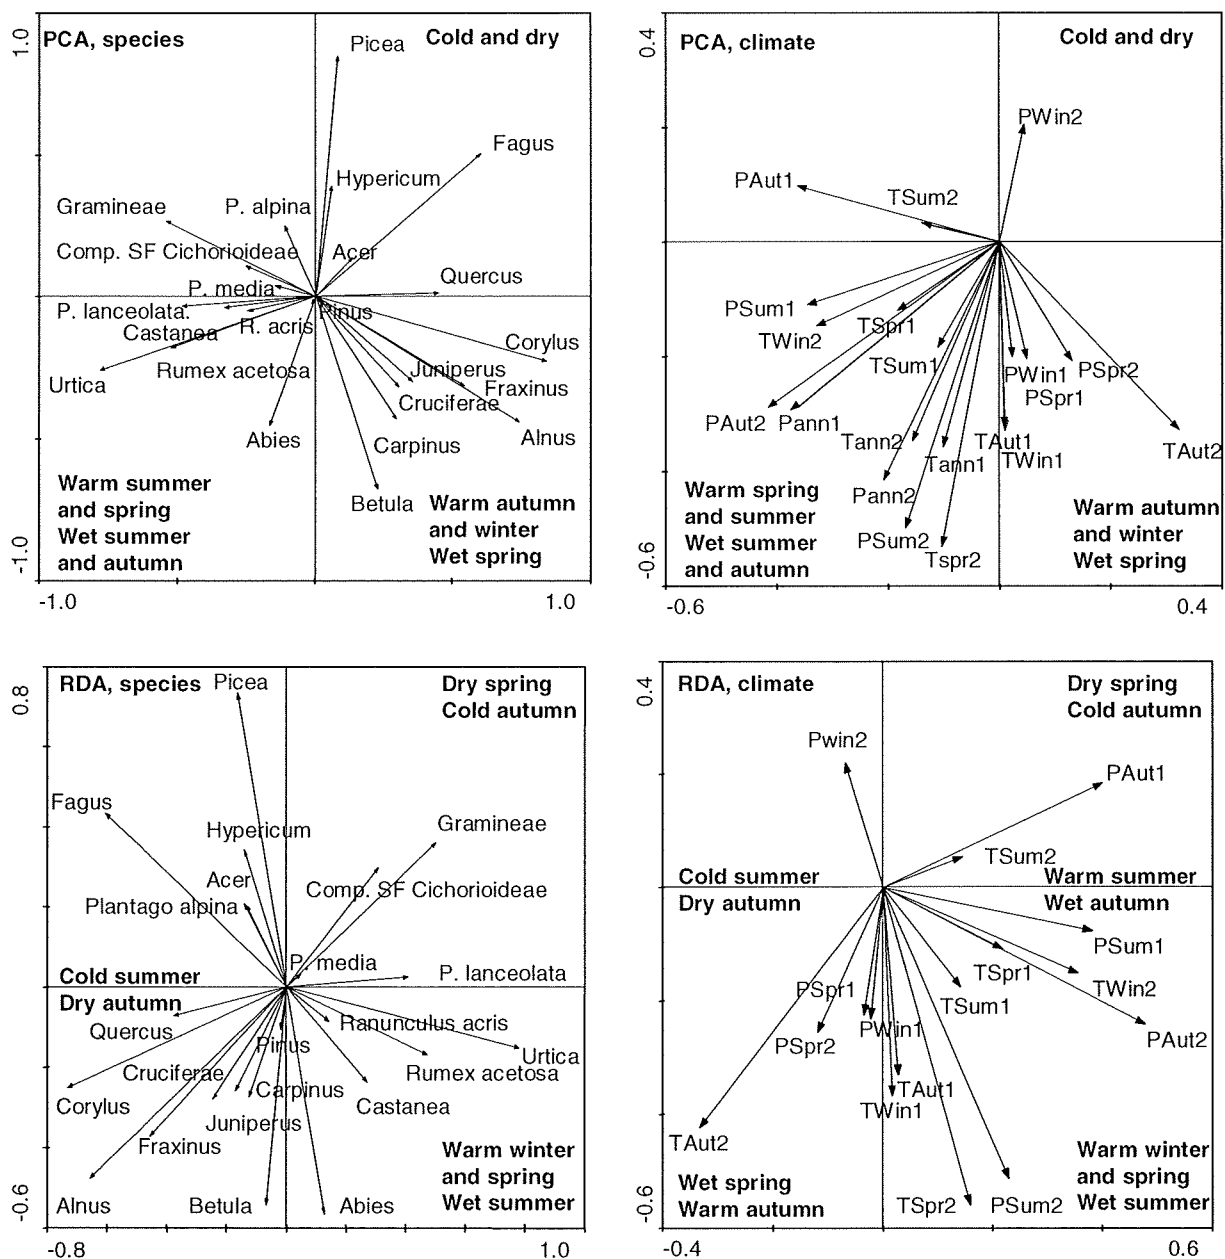 PCA, species
Cold and dry
1.0
Picea
Fagus
Hypericum
Gramineae
P. alpina
Comp. SF Cichorioideae
Acer
Quercus
P. media
P. lanceolata.
Pinus
R. acris
Castanea
Corylus
Rumex acetosa
Juniperus
Urtica
Fraxinus
Cruciferae
Abies
Carpinus
Alnus
Betula
Warm summer
and spring
Wet summer
and autumn
Warm autumn
and winter
Wet spring
-1.0
-1.0
1.0
PCA, climate
Cold and dry
0.4
PWin2
PAut1
TSum2
PSum1
TSpr1
TWin2
TSum1
PWin1
PSpr2
PSpr1
PAut2
Pann1
Tann2
TAut1
TAut2
Tann1
TWin1
Pann2
PSum2
Tspr2
Warm spring
and summer
Wet summer
and autumn
Warm autumn
and winter
Wet spring
-0.6
-0.6
0.4
RDA, species
Picea
Dry spring
Cold autumn
0.8
Fagus
Hypericum
Gramineae
Acer
Comp. SF Cichorioideae
Plantago alpina
P. media
P. lanceolata
Cold summer
Dry autumn
Quercus
Ranunculus acris
Pinus
Urtica
Cruciferae
Rumex acetosa
Carpinus
Corylus
Castanea
Juniperus
Fraxinus
Alnus
Betula
Abies
Warm winter
and spring
Wet summer
-0.6
-0.8
1.0
RDA, climate
Dry spring
Cold autumn
0.4
Pwin2
PAut1
TSum2
Cold summer
Dry autumn
Warm summer
Wet autumn
PSum1
TSpr1
PSpr1
TWin2
TSum1
PWin1
PSpr2
PAut2
TAut1
TWin1
TAut2
Wet spring
Warm autumn
TSpr2
PSum2
Warm winter
and spring
Wet summer
-0.6
-0.4
0.6